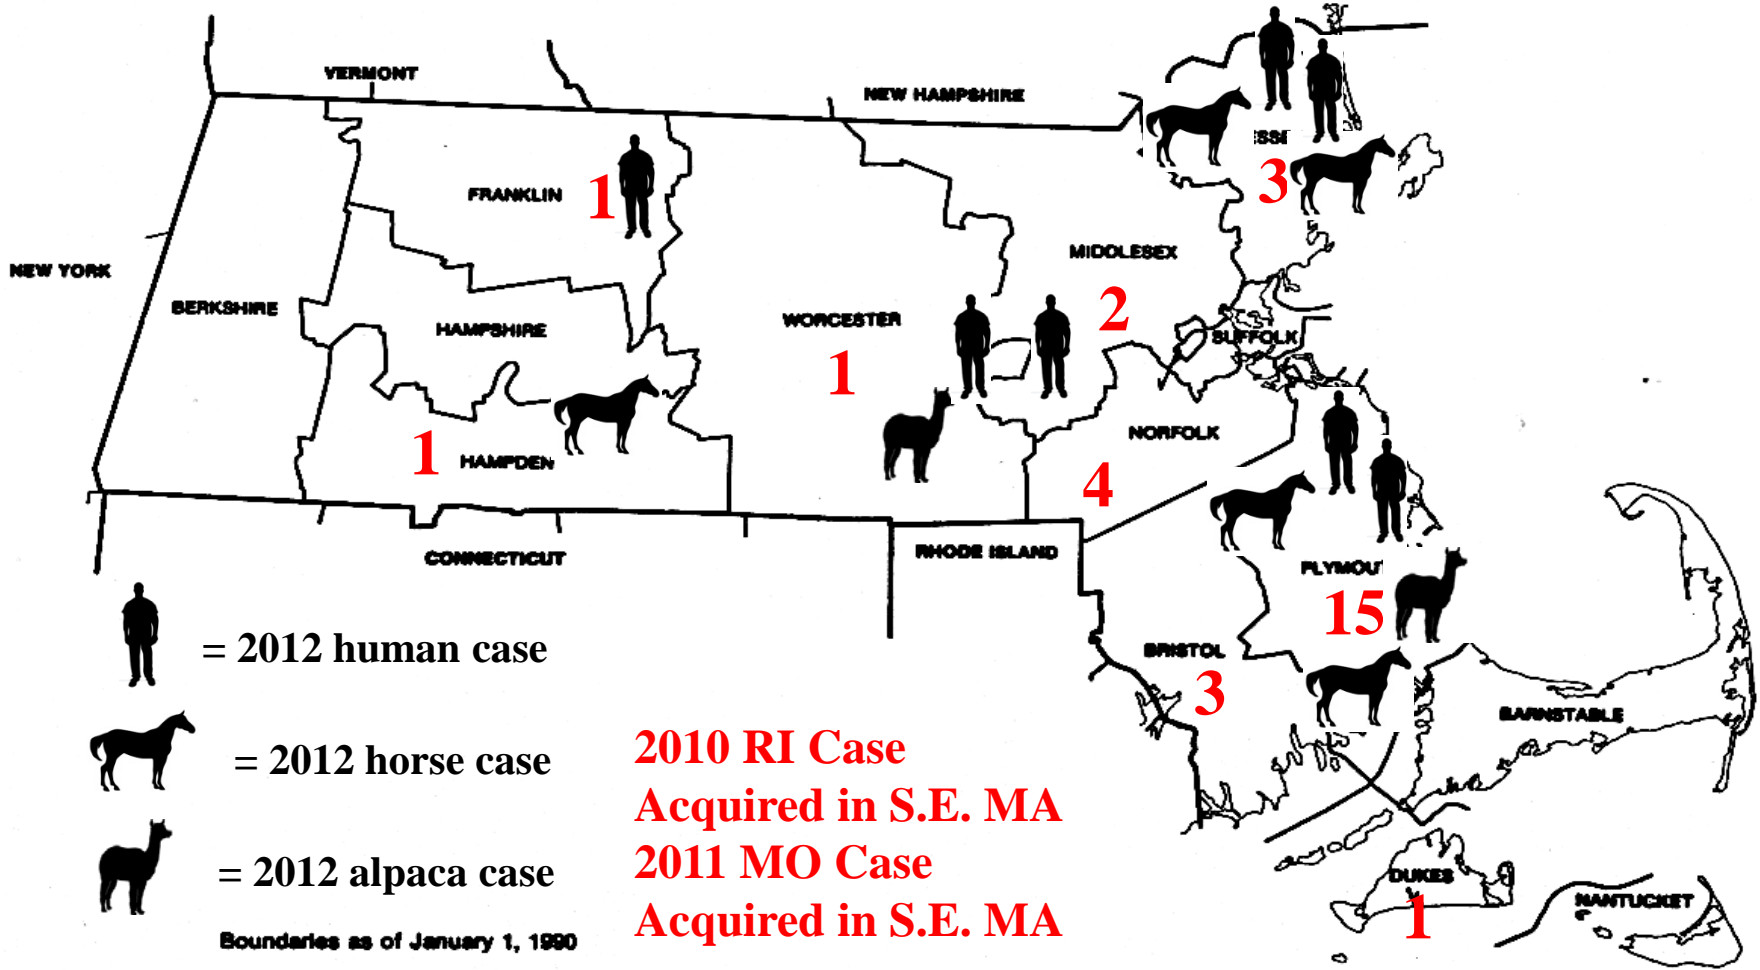 VERMONT
NEW HAMPSHIRE
ESSE
3
FRANKLIN
1
MIDDLESEX
2
NEW YORK
BERKSHIRE
HAMPSHIRE
WORCESTER
1
SUFFOLK
1
HAMPDEN
NORFOLK
4
CONNECTICUT
RHODE ISLAND
PLYMOU
15
BRISTOL
3
BARNSTABLE
= 2012 human case
= 2012 horse case
= 2012 alpaca case
2010 RI Case
Acquired in S.E. MA
2011 MO Case
Acquired in S.E. MA
DUKES
1
NANTUCKET
Boundaries as of January 1, 1990